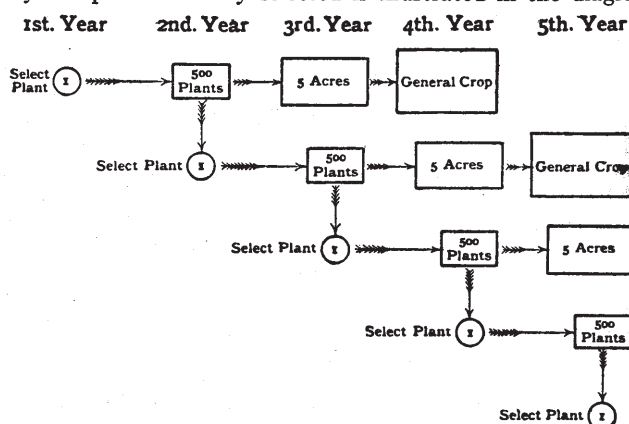 1st. Year 2nd. Year 3rd. Year 4th. Year 5th. Year
Select
Plant 1
500
Plants
5 Acres
General Crop
Select Plant 1
500
Plants
5 Acres
General Crop
Select Plant 1
500
Plants
5 Acres
Select Plant 1
500
Plants
Select Plant 1